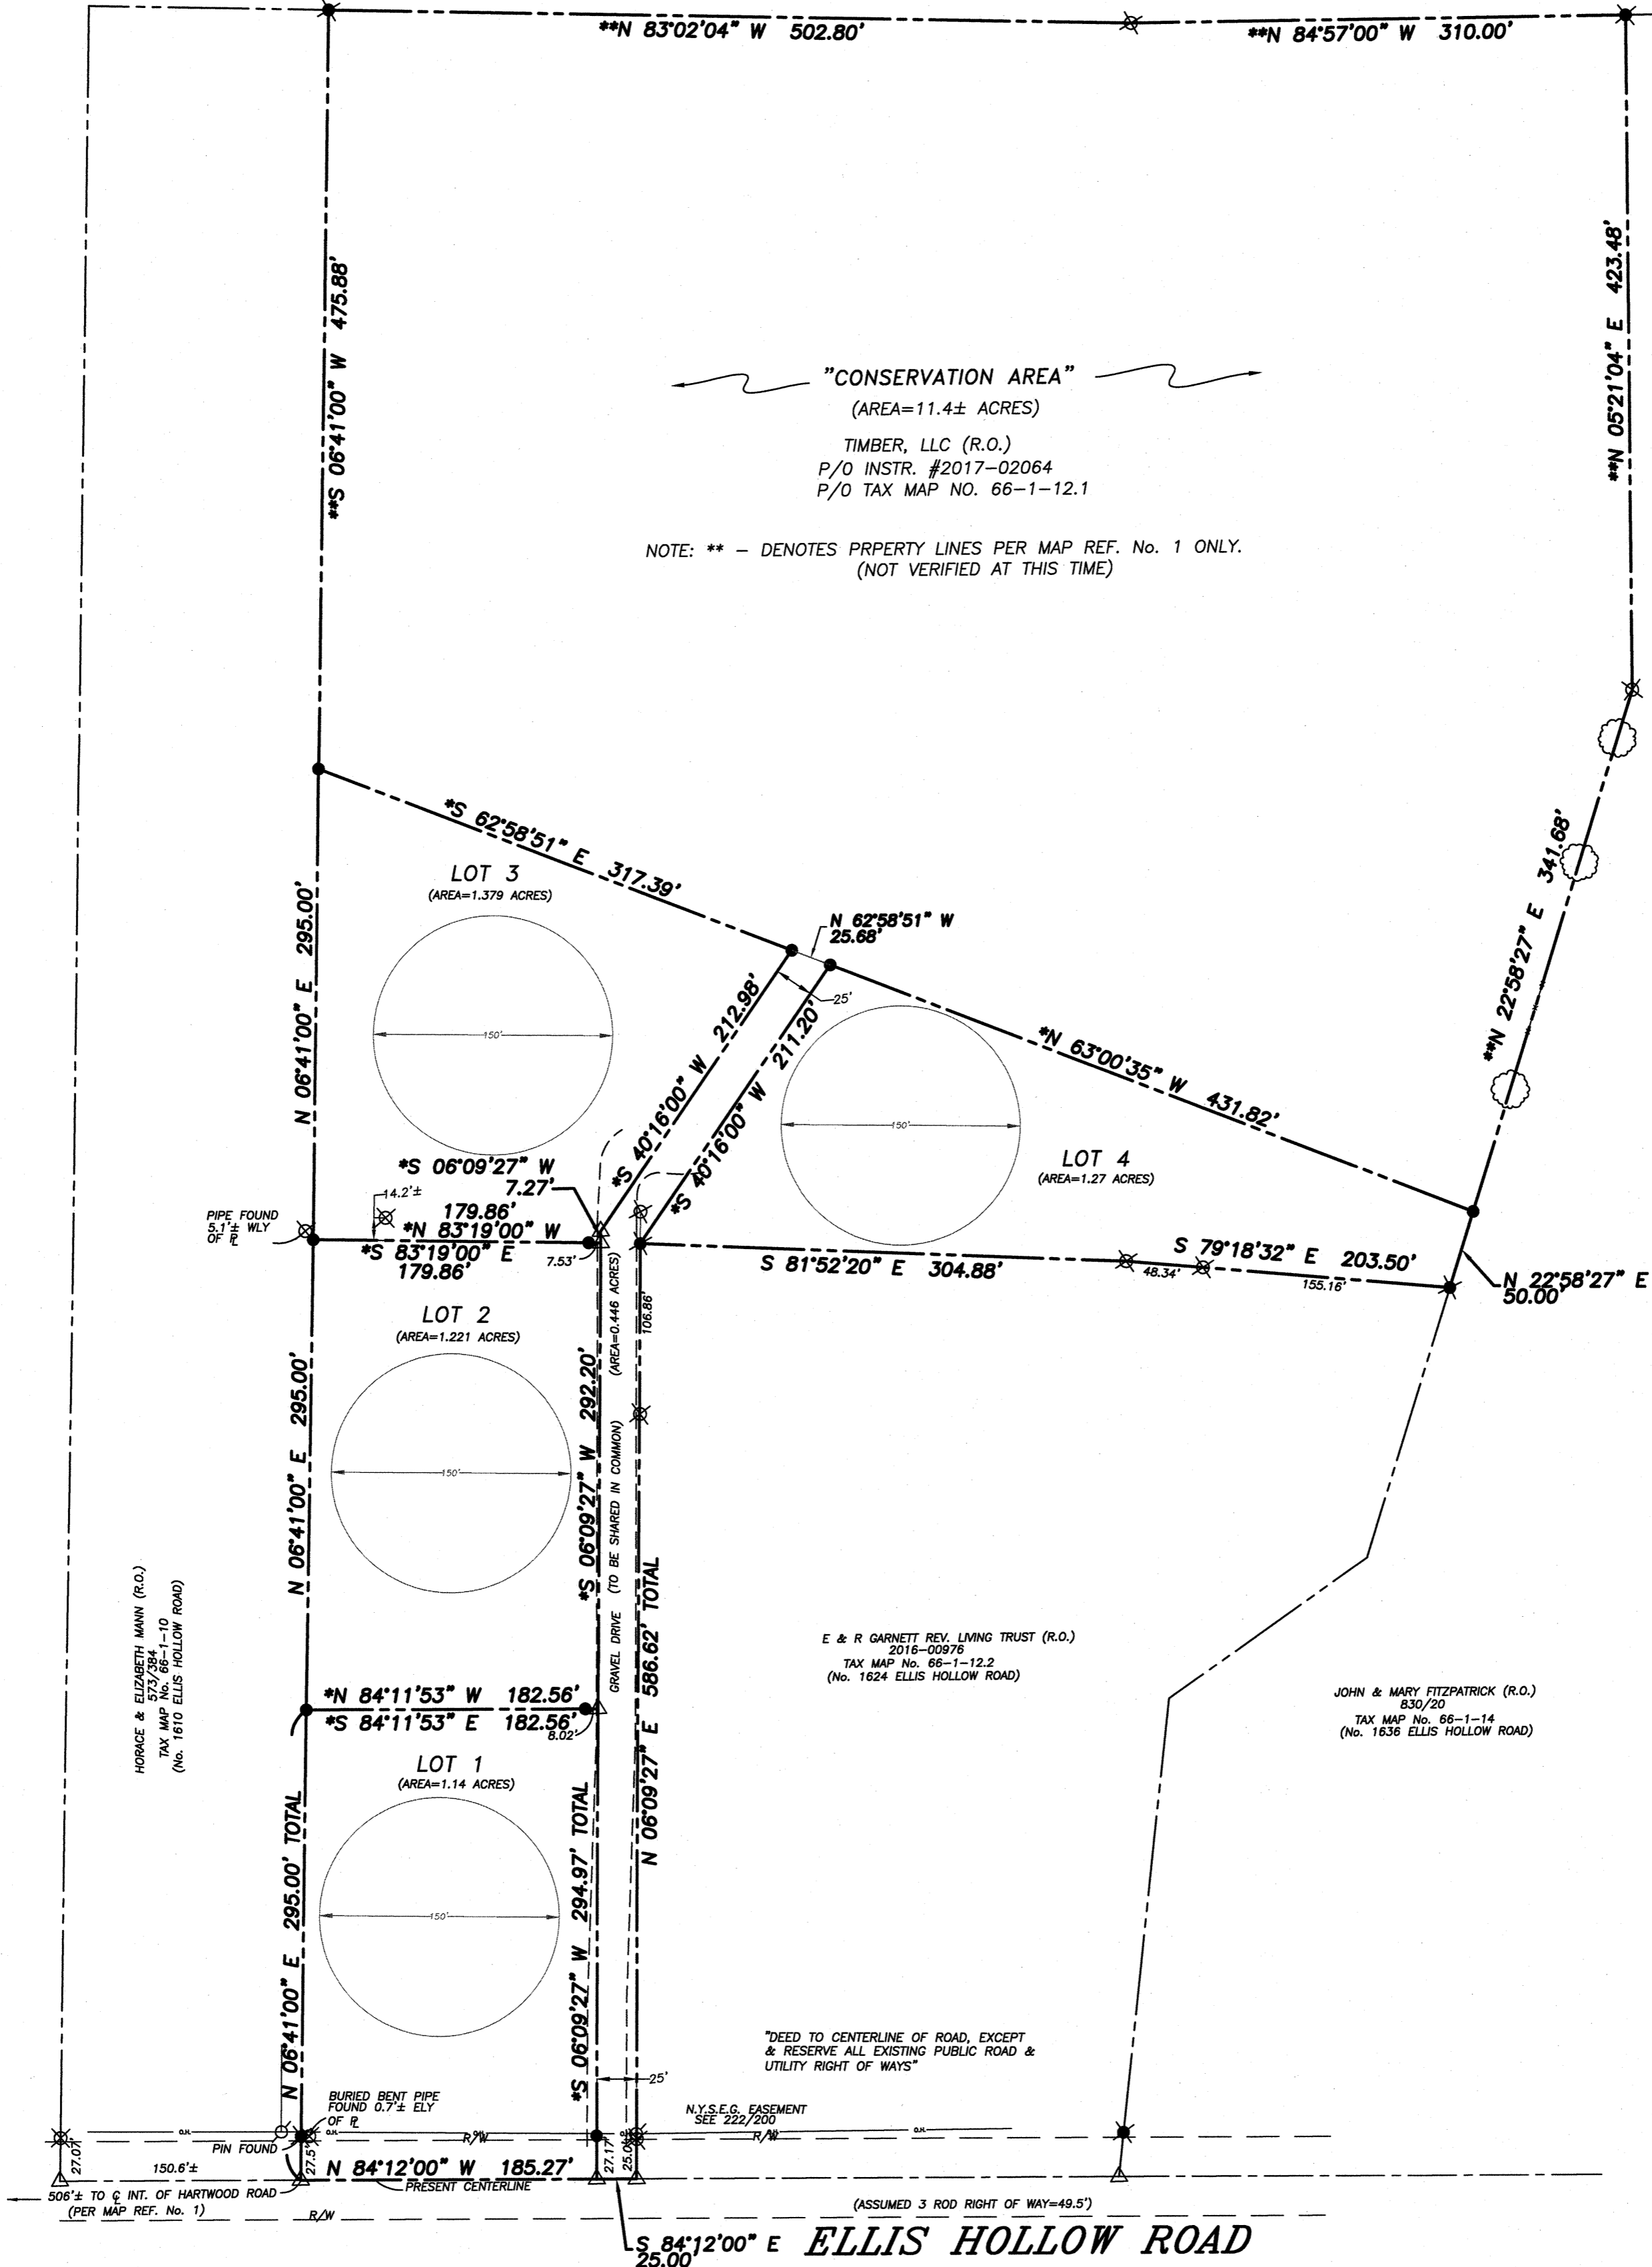 **N 83°02'04" W 502.80'
**N 84°57'00" W 310.00'
**S 06°41'00" W 475.88'
**N 05°21'04" E 423.48'
"CONSERVATION AREA"
(AREA=11.4± ACRES)
TIMBER, LLC (R.O.)
P/O INSTR. #2017-02064
P/O TAX MAP NO. 66-1-12.1
NOTE: ** - DENOTES PRPERTY LINES PER MAP REF. No. 1 ONLY.
(NOT VERIFIED AT THIS TIME)
*S 62°58'51" E 317.39'
LOT 3
(AREA=1.379 ACRES)
N 06°41'00" E 295.00'
150'
N 62°58'51" W
25.68'
25'
*S 40°16'00" W 212.98'
*S 40°16'00" W 211.20'
**N 22°58'27" E 341.68'
*N 63°00'35" W 431.82'
150'
LOT 4
(AREA=1.27 ACRES)
*S 06°09'27" W
7.27'
14.2'±
PIPE FOUND
5.1'± WLY
OF PL
179.86'
*N 83°19'00" W
*S 83°19'00" E
179.86'
7.53'
S 81°52'20" E 304.88'
S 79°18'32" E 203.50'
48.34'
155.16'
N 22°58'27" E
50.00'
106.86'
LOT 2
(AREA=1.221 ACRES)
N 06°41'00" E 295.00'
150'
*S 06°09'27" W 292.20'
GRAVEL DRIVE (TO BE SHARED IN COMMON) (AREA=0.446 ACRES)
N 06°09'27" E 586.62' TOTAL
HORACE & ELIZABETH MANN (R.O.)
573/384
TAX MAP No. 66-1-10
(No. 1610 ELLIS HOLLOW ROAD)
E & R GARNETT REV. LIVING TRUST (R.O.)
2016-00976
TAX MAP No. 66-1-12.2
(No. 1624 ELLIS HOLLOW ROAD)
JOHN & MARY FITZPATRICK (R.O.)
830/20
TAX MAP No. 66-1-14
(No. 1636 ELLIS HOLLOW ROAD)
*N 84°11'53" W 182.56'
*S 84°11'53" E 182.56'
8.02'
LOT 1
(AREA=1.14 ACRES)
N 06°41'00" E 295.00' TOTAL
150'
*S 06°09'27" W 294.97' TOTAL
25'
"DEED TO CENTERLINE OF ROAD, EXCEPT
& RESERVE ALL EXISTING PUBLIC ROAD &
UTILITY RIGHT OF WAYS"
BURIED BENT PIPE
FOUND 0.7'± ELY
OF PL
N.Y.S.E.G. EASEMENT
SEE 222/200
O.H.
O.H.
O.H.
R/W
R/W
PIN FOUND
27.07'
27.5'
27.17'
150.6'±
N 84°12'00" W 185.27'
PRESENT CENTERLINE
506'± TO CL INT. OF HARTWOOD ROAD
(PER MAP REF. No. 1)
R/W
(ASSUMED 3 ROD RIGHT OF WAY=49.5')
S 84°12'00" E
25.00'
ELLIS HOLLOW ROAD